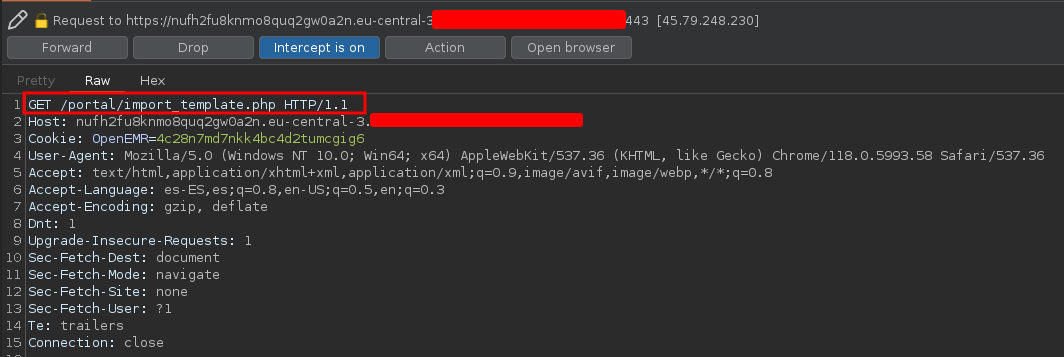 Request to https://nufh2fu8knmo8quq2gw0a2n.eu-central-3 443 [45.79.248.230]
Forward Drop Intercept is on Action Open browser
Pretty Raw Hex
1 GET /portal/import_template.php HTTP/1.1
2 Host: nufh2fu8knmo8quq2gw0a2n.eu-central-3.
3 Cookie: OpenEMR=4c28n7md7nkk4bc4d2tumcgig6
4 User-Agent: Mozilla/5.0 (Windows NT 10.0; Win64; x64) AppleWebKit/537.36 (KHTML, like Gecko) Chrome/118.0.5993.58 Safari/537.36
5 Accept: text/html,application/xhtml+xml,application/xml;q=0.9,image/avif,image/webp,*/*;q=0.8
6 Accept-Language: es-ES,es;q=0.8,en-US;q=0.5,en;q=0.3
7 Accept-Encoding: gzip, deflate
8 Dnt: 1
9 Upgrade-Insecure-Requests: 1
10 Sec-Fetch-Dest: document
11 Sec-Fetch-Mode: navigate
12 Sec-Fetch-Site: none
13 Sec-Fetch-User: ?1
14 Te: trailers
15 Connection: close